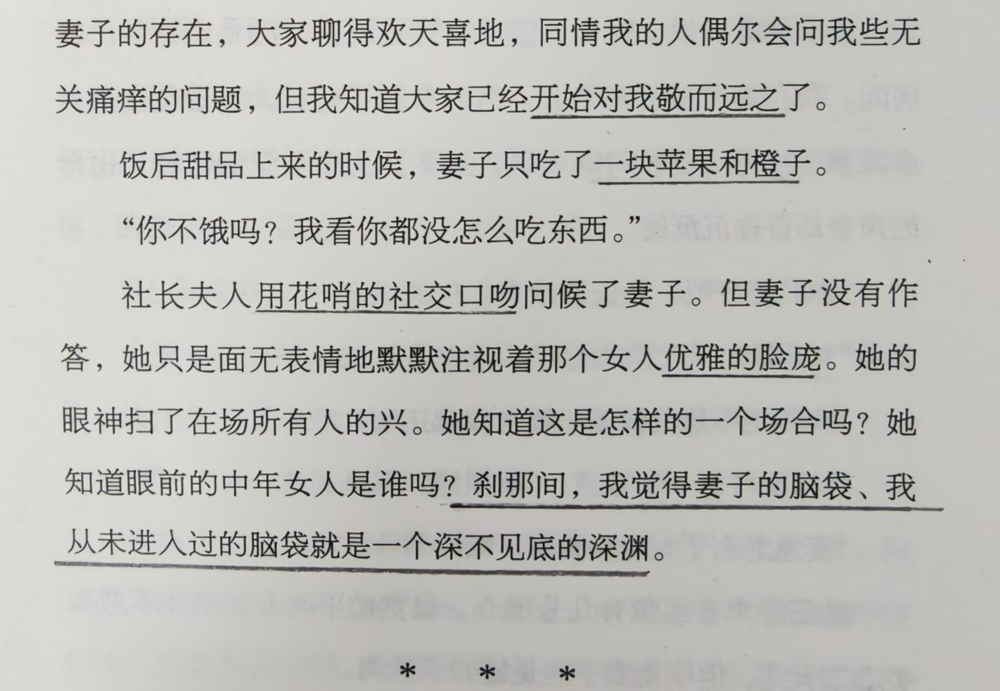 妻子的存在，大家聊得欢天喜地，同情我的人偶尔会问我些无
关痛痒的问题，但我知道大家已经开始对我敬而远之了。
饭后甜品上来的时候，妻子只吃了一块苹果和橙子。
“你不饿吗？我看你都没怎么吃东西。”
社长夫人用花哨的社交口吻问候了妻子。但妻子没有作
答，她只是面无表情地默默注视着那个女人优雅的脸庞。她的
眼神扫了在场所有人的兴。她知道这是怎样的一个场合吗？她
知道眼前的中年女人是谁吗？刹那间，我觉得妻子的脑袋、我
从未进入过的脑袋就是一个深不见底的深渊。
* * *